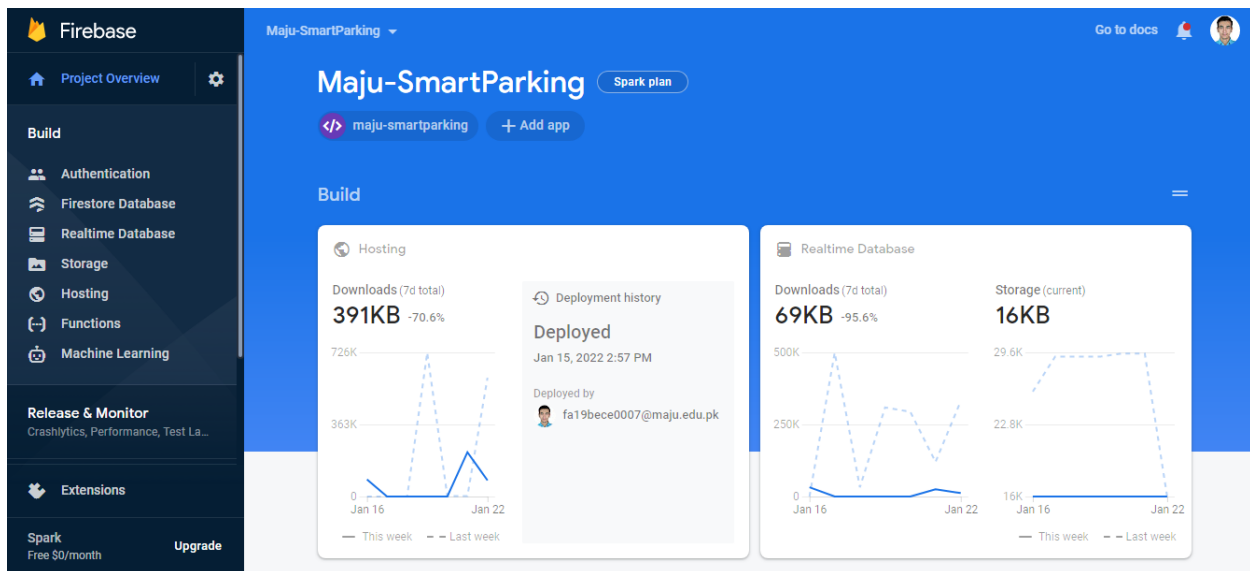 Firebase
Project Overview
Build
Authentication
Firestore Database
Realtime Database
Storage
Hosting
Functions
Machine Learning
Release & Monitor
Crashlytics, Performance, Test La...
Extensions
Spark
Free $0/month
Upgrade
Maju-SmartParking
Go to docs
Maju-SmartParking
Spark plan
</> maju-smartparking
+ Add app
Build
Hosting
Downloads (7d total)
391KB -70.6%
726K
363K
0
Jan 16 Jan 22
This week Last week
Deployment history
Deployed
Jan 15, 2022 2:57 PM
Deployed by
fa19bece0007@maju.edu.pk
Realtime Database
Downloads (7d total)
69KB -95.6%
500K
250K
0
Jan 16 Jan 22
Storage (current)
16KB
29.6K
22.8K
16K
Jan 16 Jan 22
This week Last week